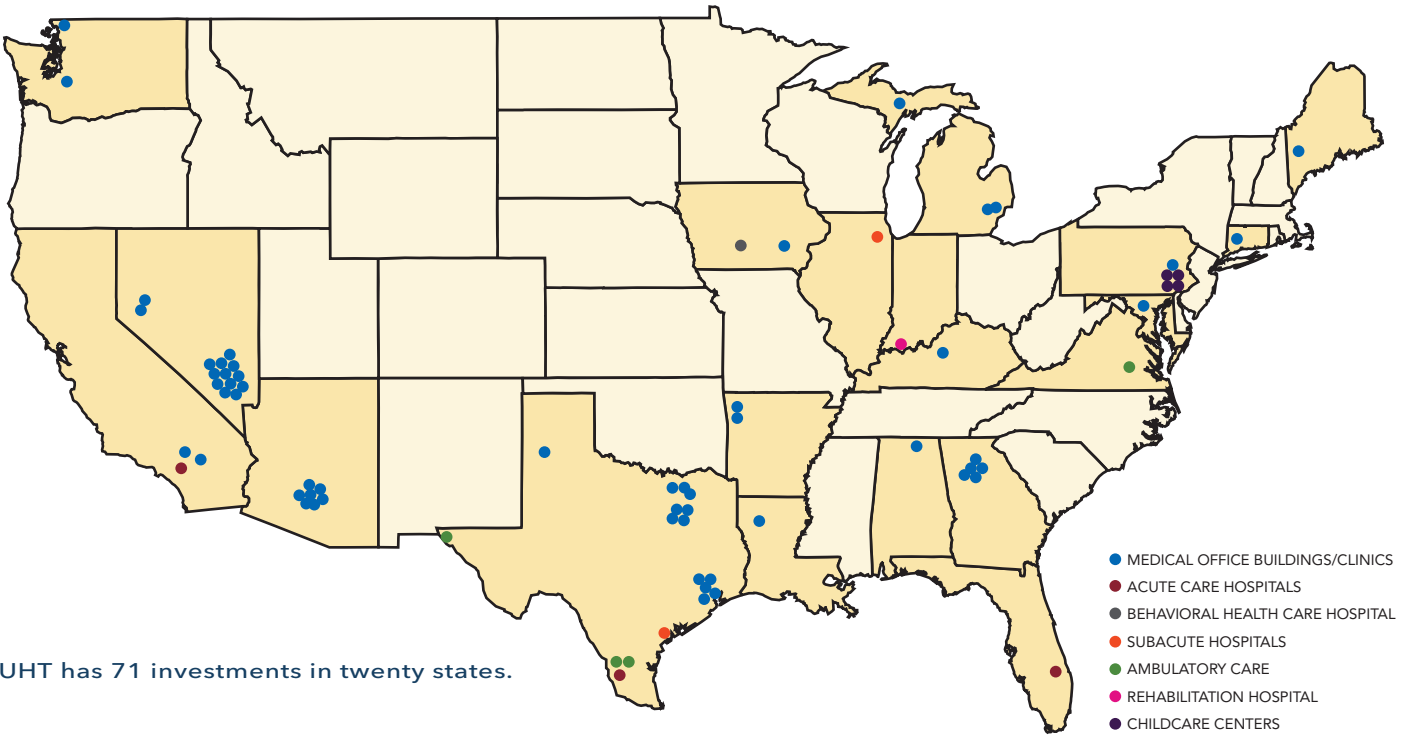 MEDICAL OFFICE BUILDINGS/CLINICS
ACUTE CARE HOSPITALS
BEHAVIORAL HEALTH CARE HOSPITAL
SUBACUTE HOSPITALS
AMBULATORY CARE
REHABILITATION HOSPITAL
CHILDCARE CENTERS
UHT has 71 investments in twenty states.